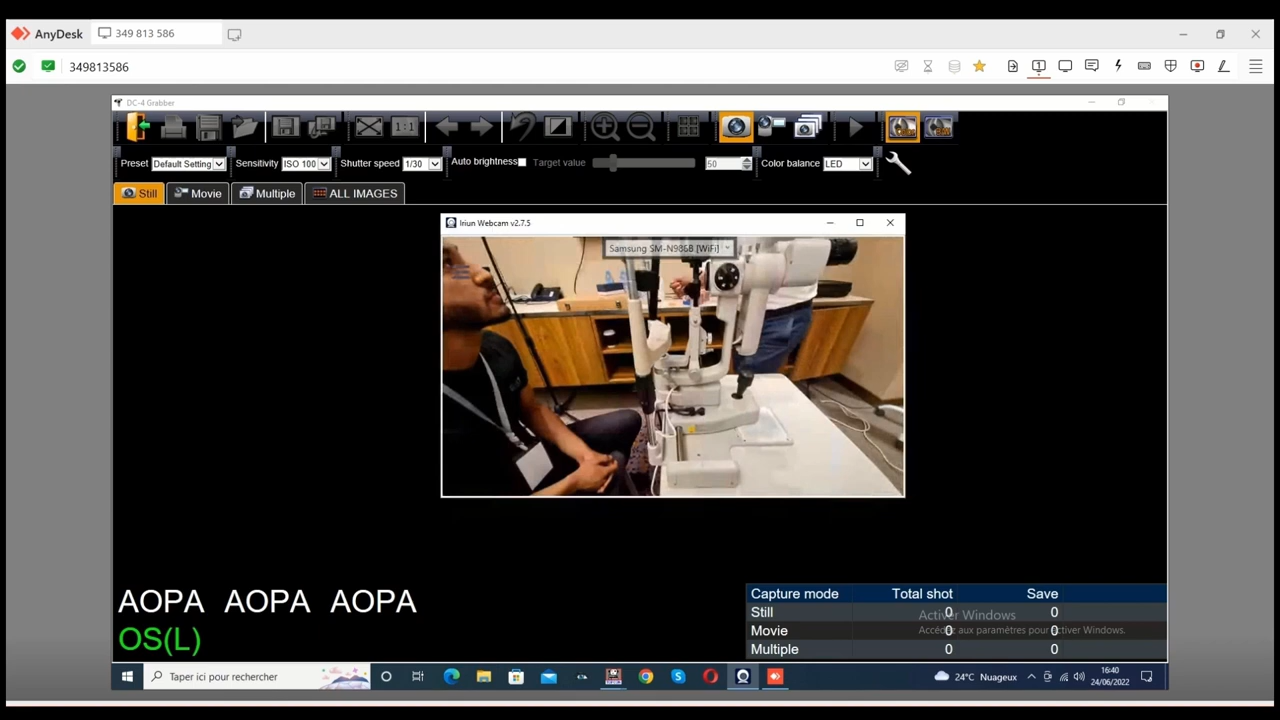 AnyDesk
349 813 586
349813586
1
DC-4 Grabber
1:1
Preset Default Setting Sensitivity ISO 100 Shutter speed 1/30 Auto brightness Target value 50 Color balance LED
Still Movie Multiple ALL IMAGES
Iriun Webcam v2.7.5
Samsung SM-N986B [WiFi]
AOPA AOPA AOPA
OS(L)
Capture mode Total shot Save
Still 0 0
Movie 0 0
Multiple 0 0
Activer Windows
Accédez aux paramètres pour activer Windows.
Taper ici pour rechercher
24°C Nuageux
16:40
24/06/2022